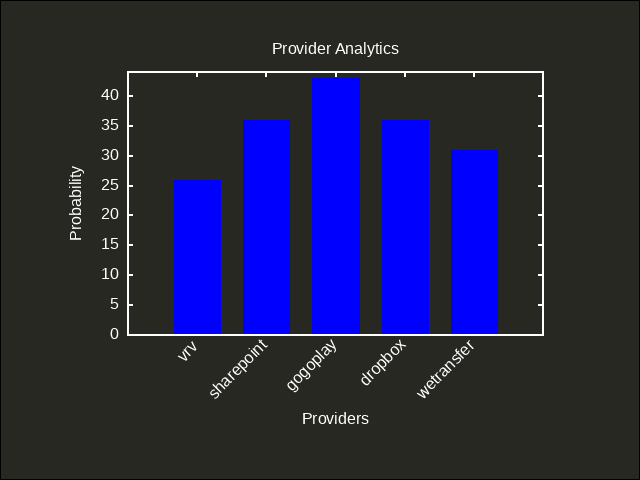 Provider Analytics
Probability
40
35
30
25
20
15
10
5
0
vrv
sharepoint
gogoplay
dropbox
wetransfer
Providers